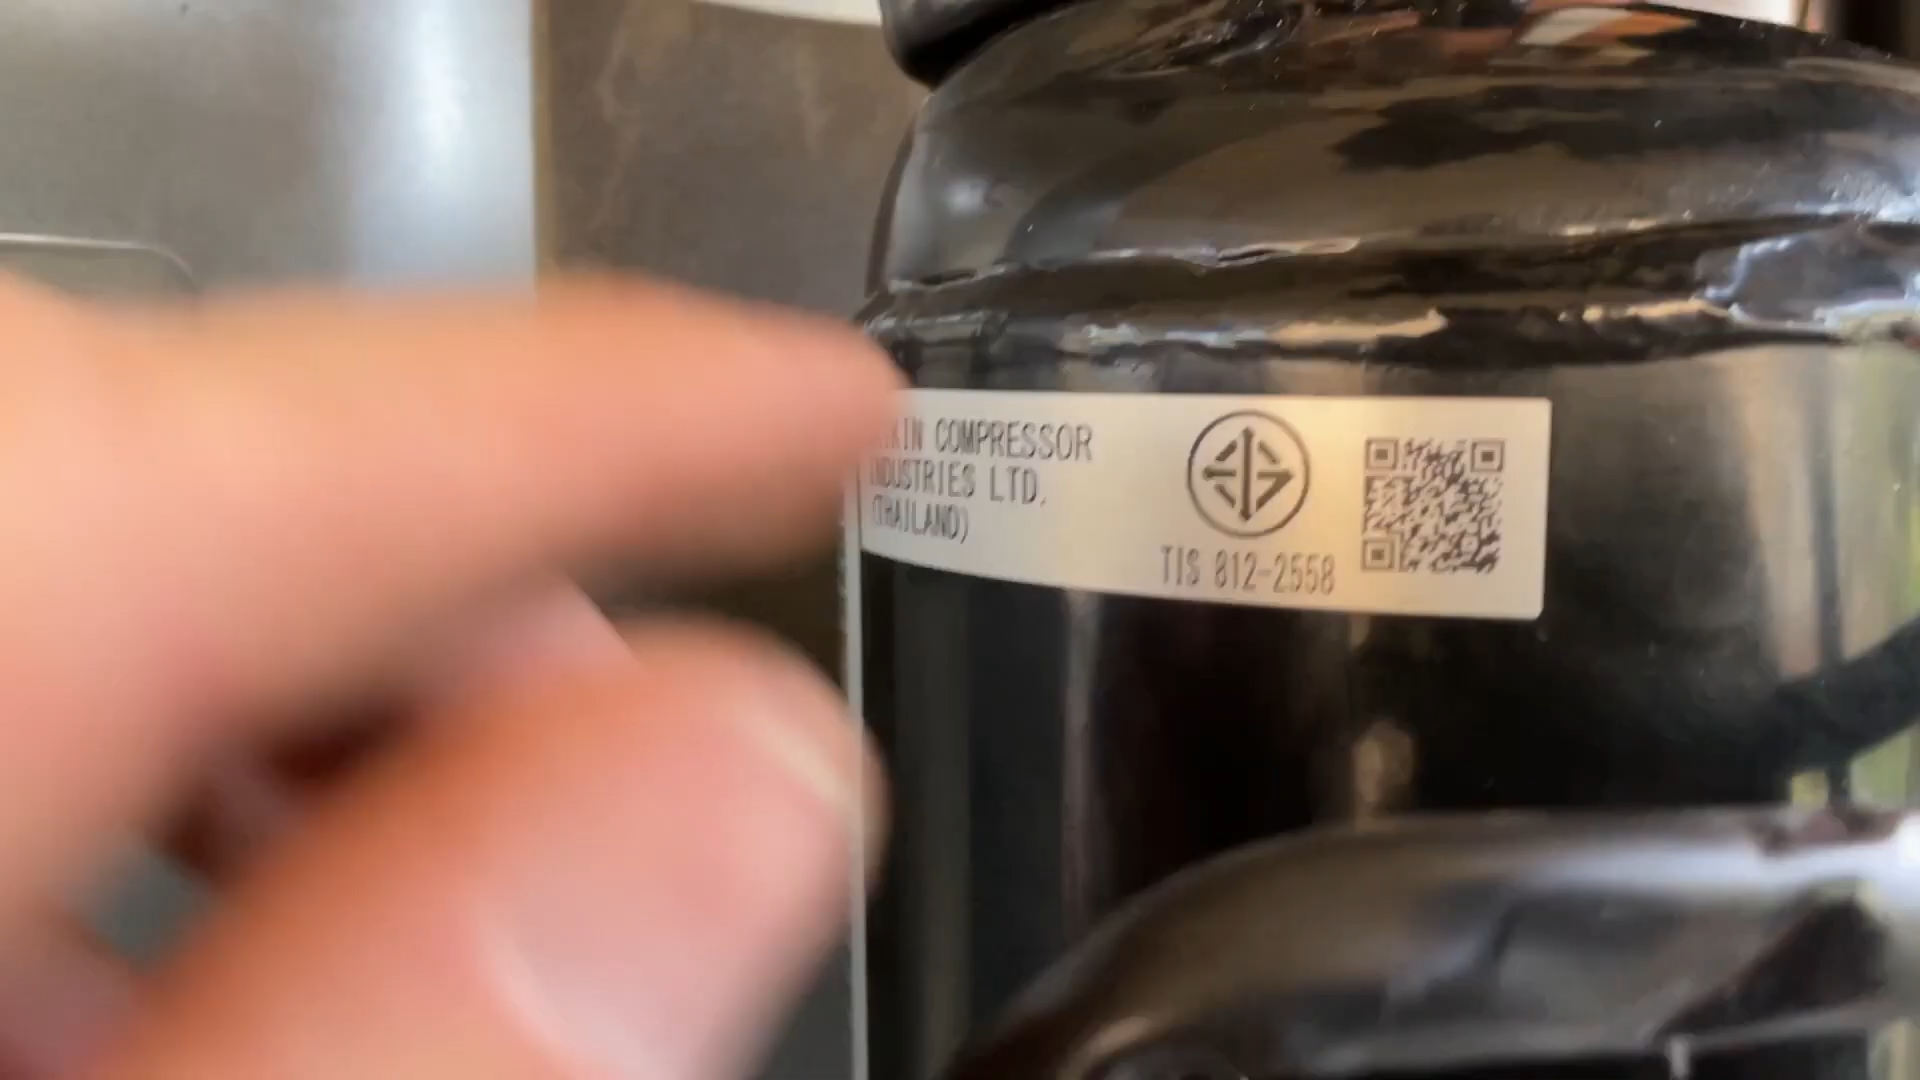 COMPRESSOR
INDUSTRIES LTD.
(THAILAND)
TIS 812-2558